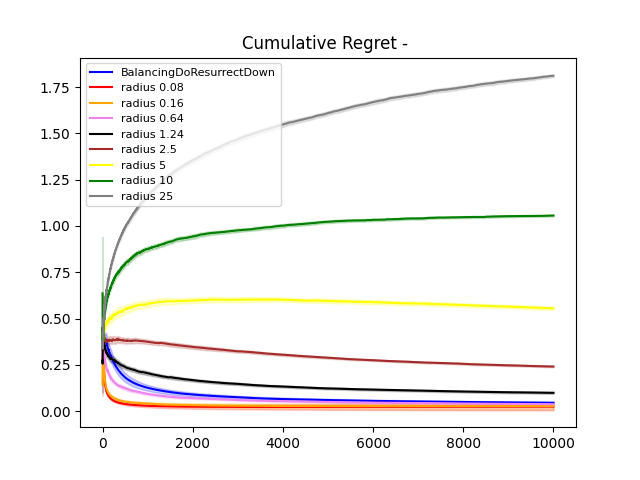 Cumulative Regret -
BalancingDoResurrectDown
radius 0.08
radius 0.16
radius 0.64
radius 1.24
radius 2.5
radius 5
radius 10
radius 25
1.75
1.50
1.25
1.00
0.75
0.50
0.25
0.00
0 2000 4000 6000 8000 10000